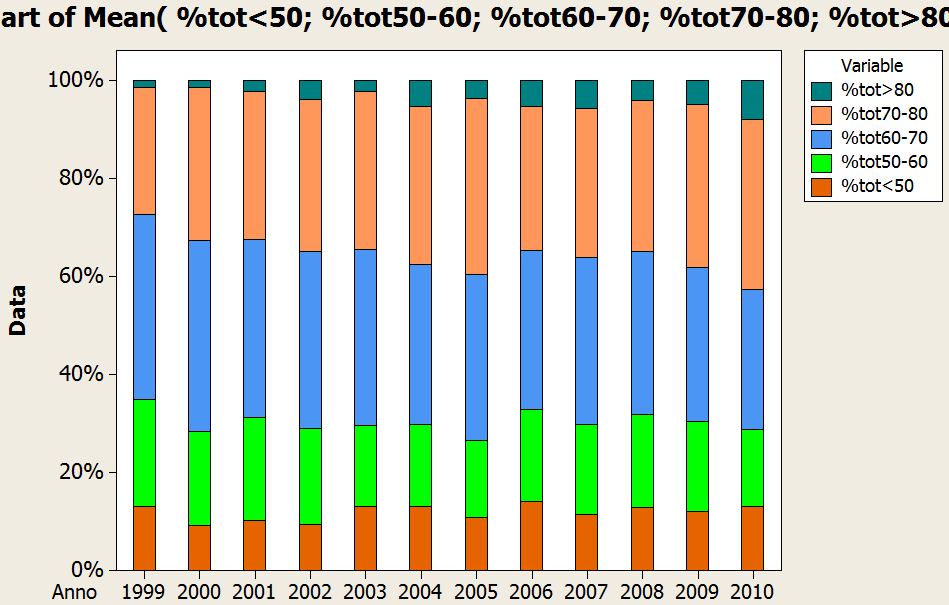 art of Mean( %tot<50; %tot50-60; %tot60-70; %tot70-80; %tot>80
Variable
%tot>80
%tot70-80
%tot60-70
%tot50-60
%tot<50
100%
80%
60%
40%
20%
0%
Data
Anno 1999 2000 2001 2002 2003 2004 2005 2006 2007 2008 2009 2010